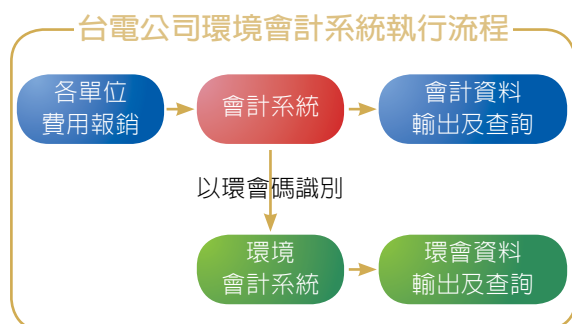 台電公司環境會計系統執行流程
各單位
費用報銷
會計系統
會計資料
輸出及查詢
以環會碼識別
環境
會計系統
環會資料
輸出及查詢